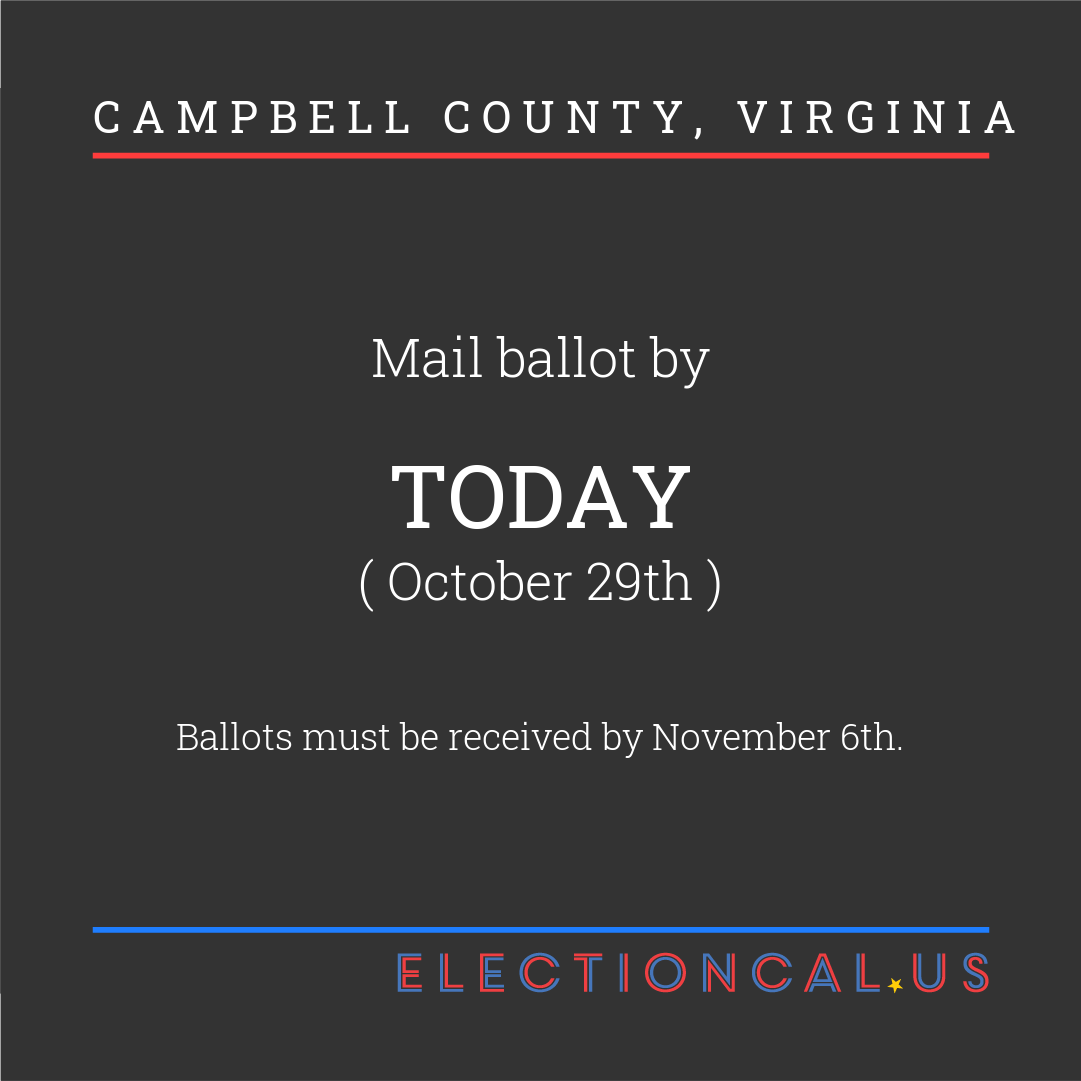 CAMPBELL COUNTY, VIRGINIA
Mail ballot by
TODAY
( October 29th )
Ballots must be received by November 6th.
ELECTIONCAL.US